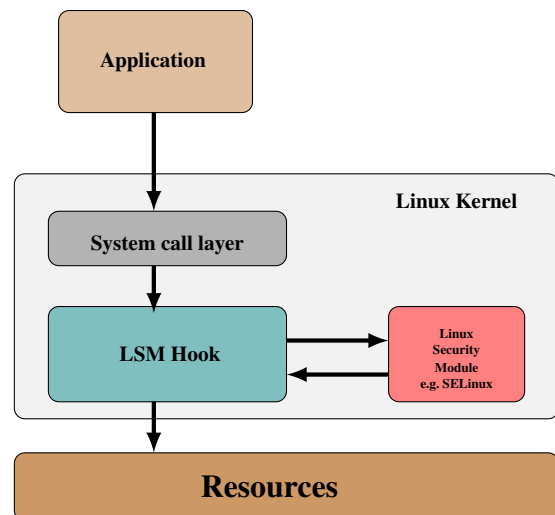 Application
Linux Kernel
System call layer
LSM Hook
Linux
Security
Module
e.g. SELinux
Resources